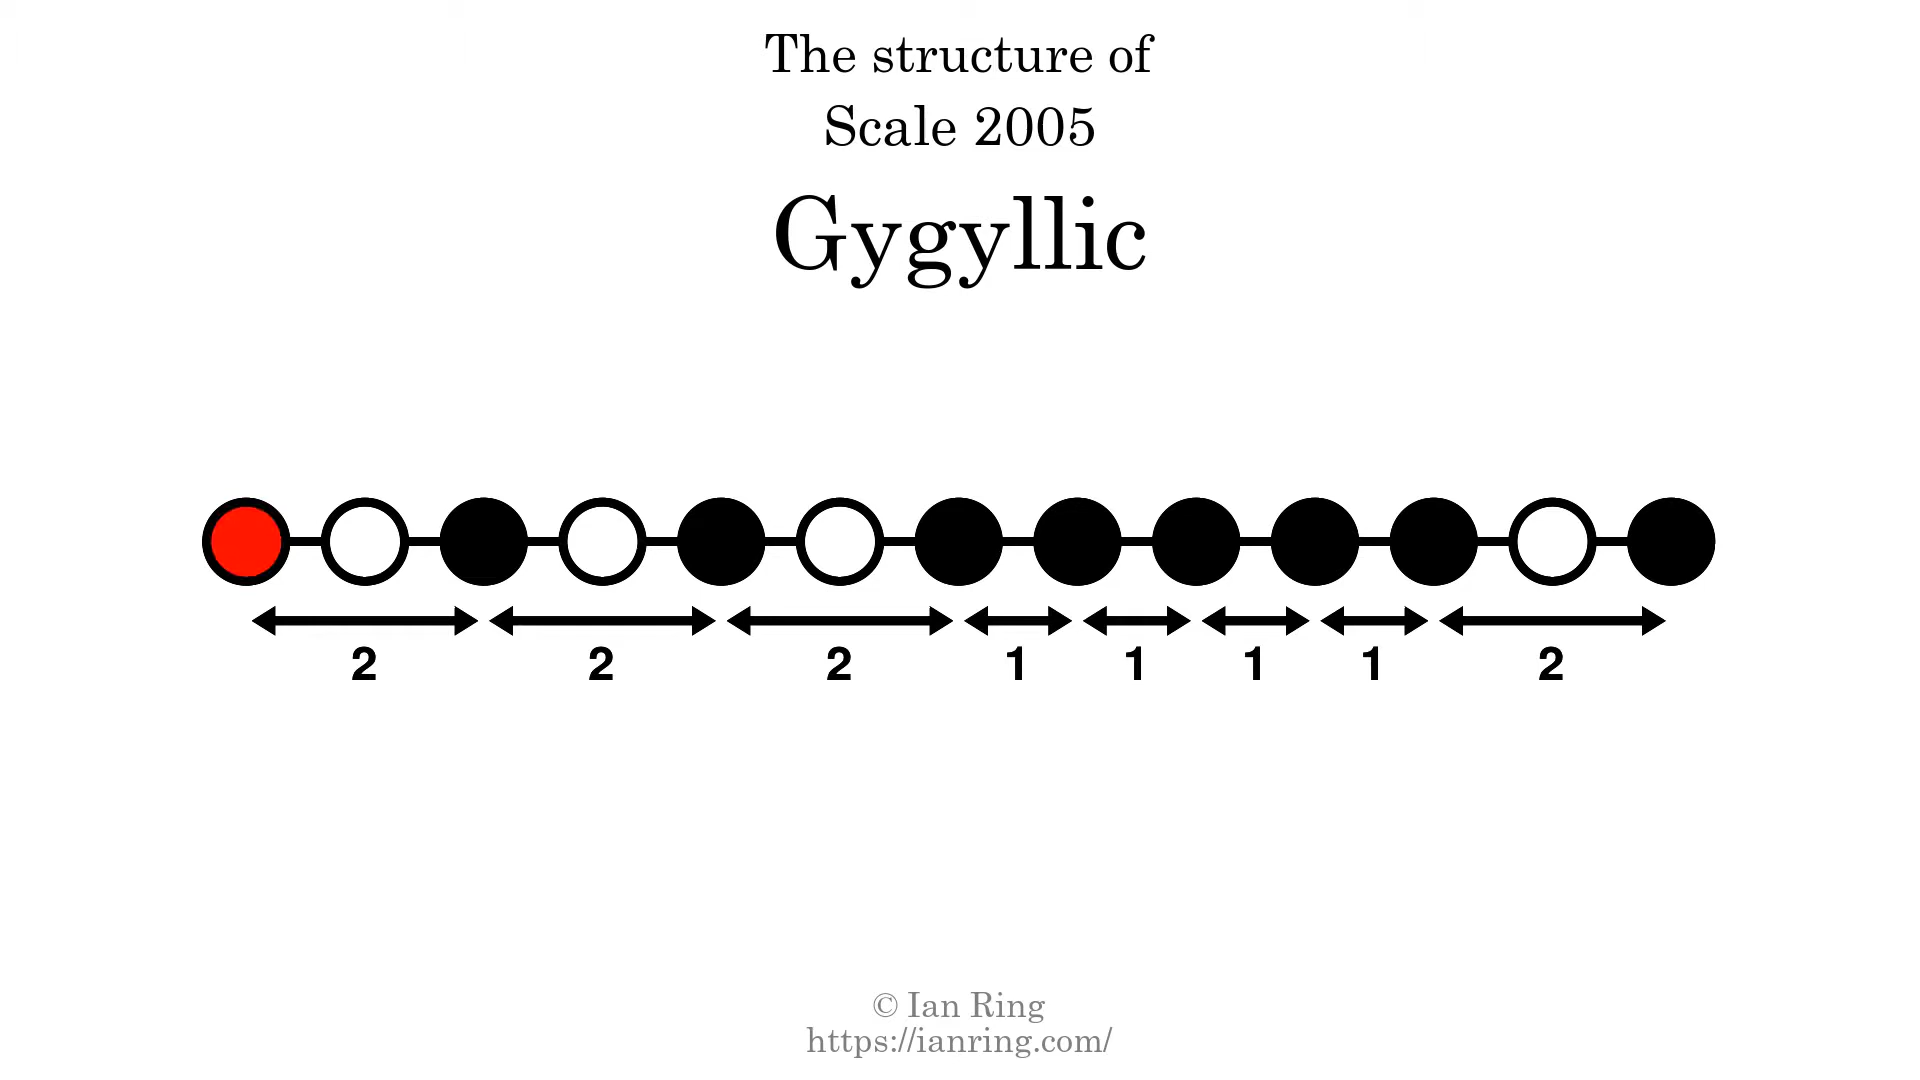 The structure of
Scale 2005
Gygyllic
2 2 2 1 1 1 1 2
© Ian Ring
https://ianring.com/